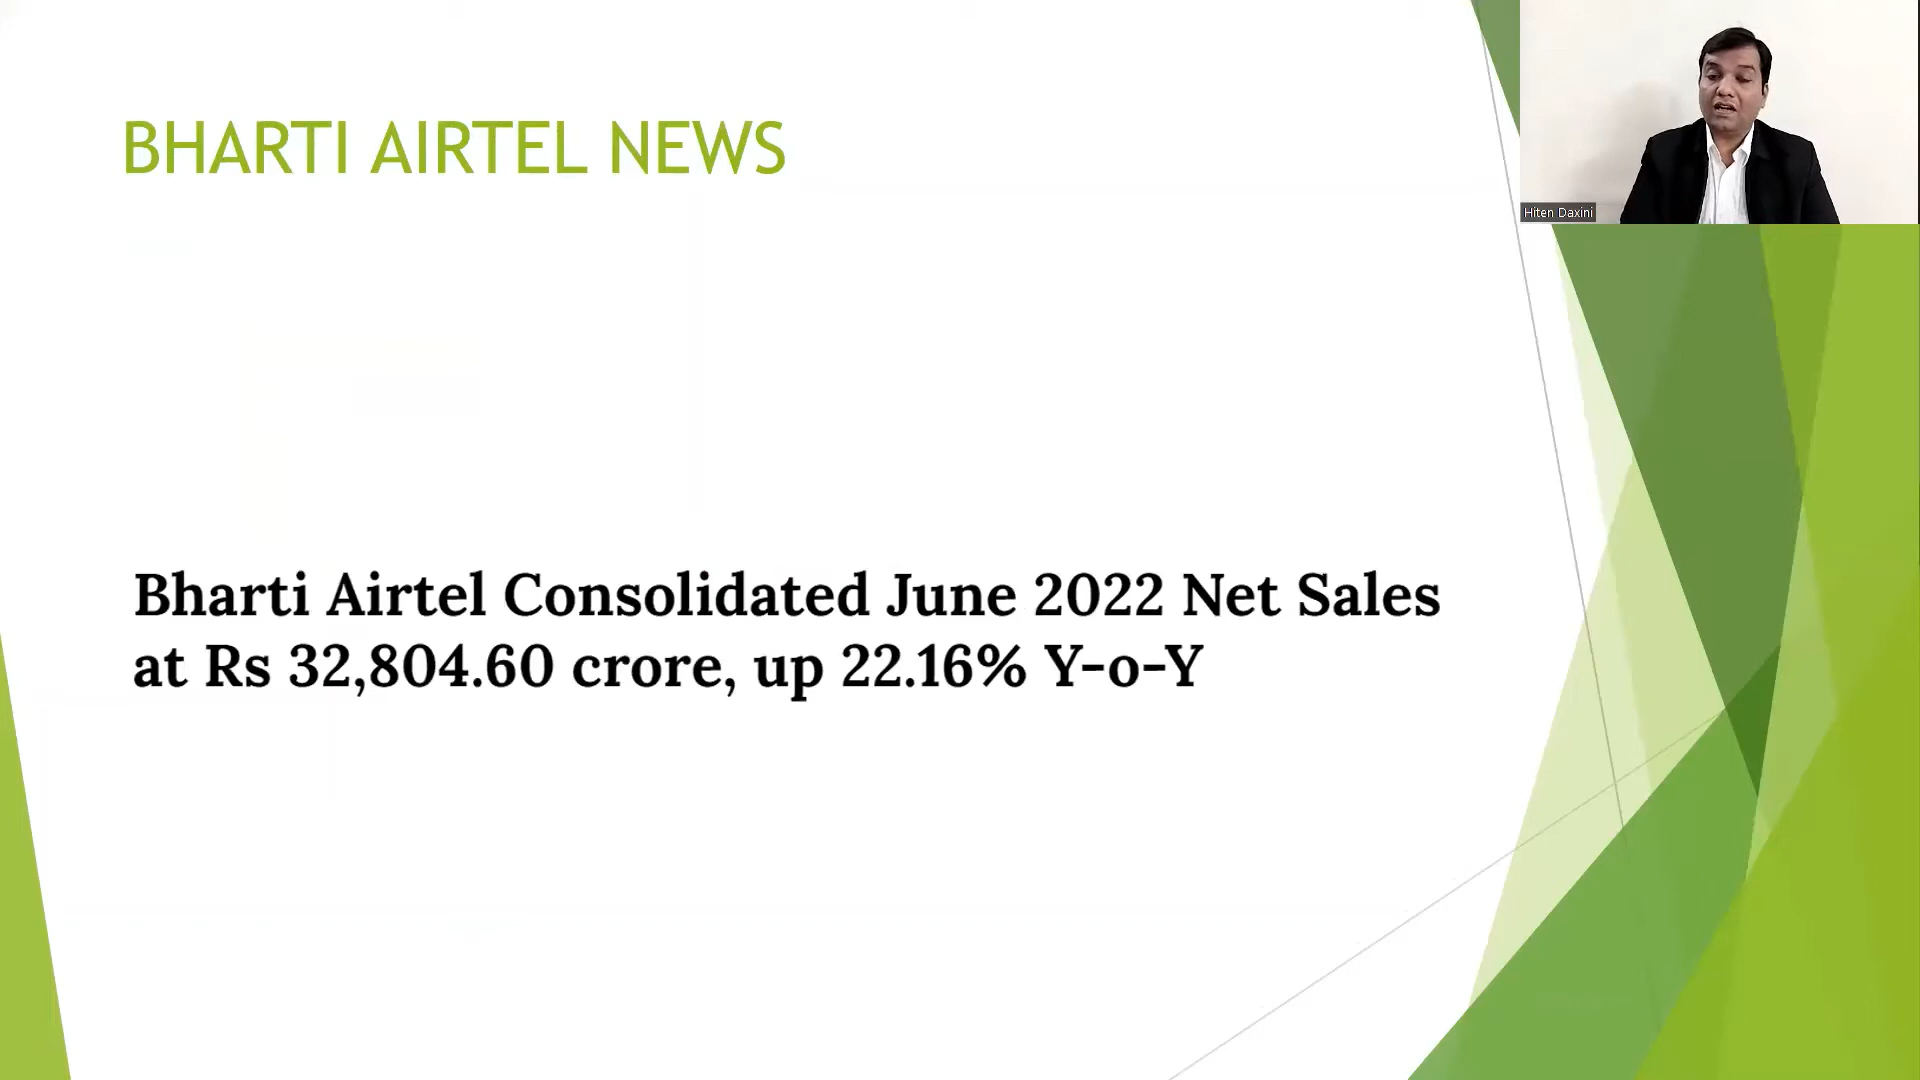 BHARTI AIRTEL NEWS
Hiten Daxini
Bharti Airtel Consolidated June 2022 Net Sales
at Rs 32,804.60 crore, up 22.16% Y-o-Y